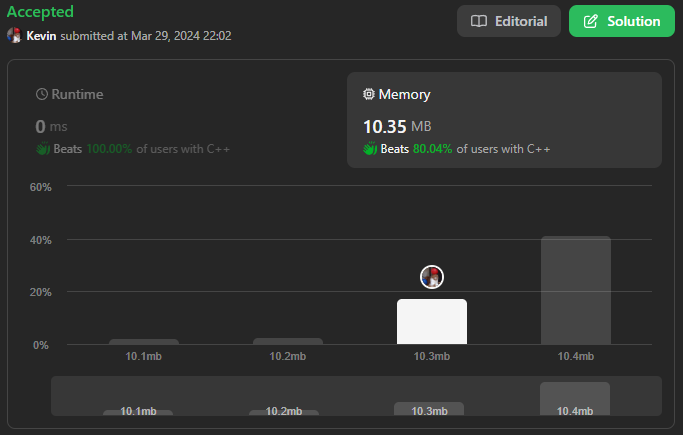 Accepted
Editorial
Solution
Kevin submitted at Mar 29, 2024 22:02
Runtime
0 ms
Beats 100.00% of users with C++
Memory
10.35 MB
Beats 80.04% of users with C++
60%
40%
20%
0%
10.1mb 10.2mb 10.3mb 10.4mb
10.1mb 10.2mb 10.3mb 10.4mb